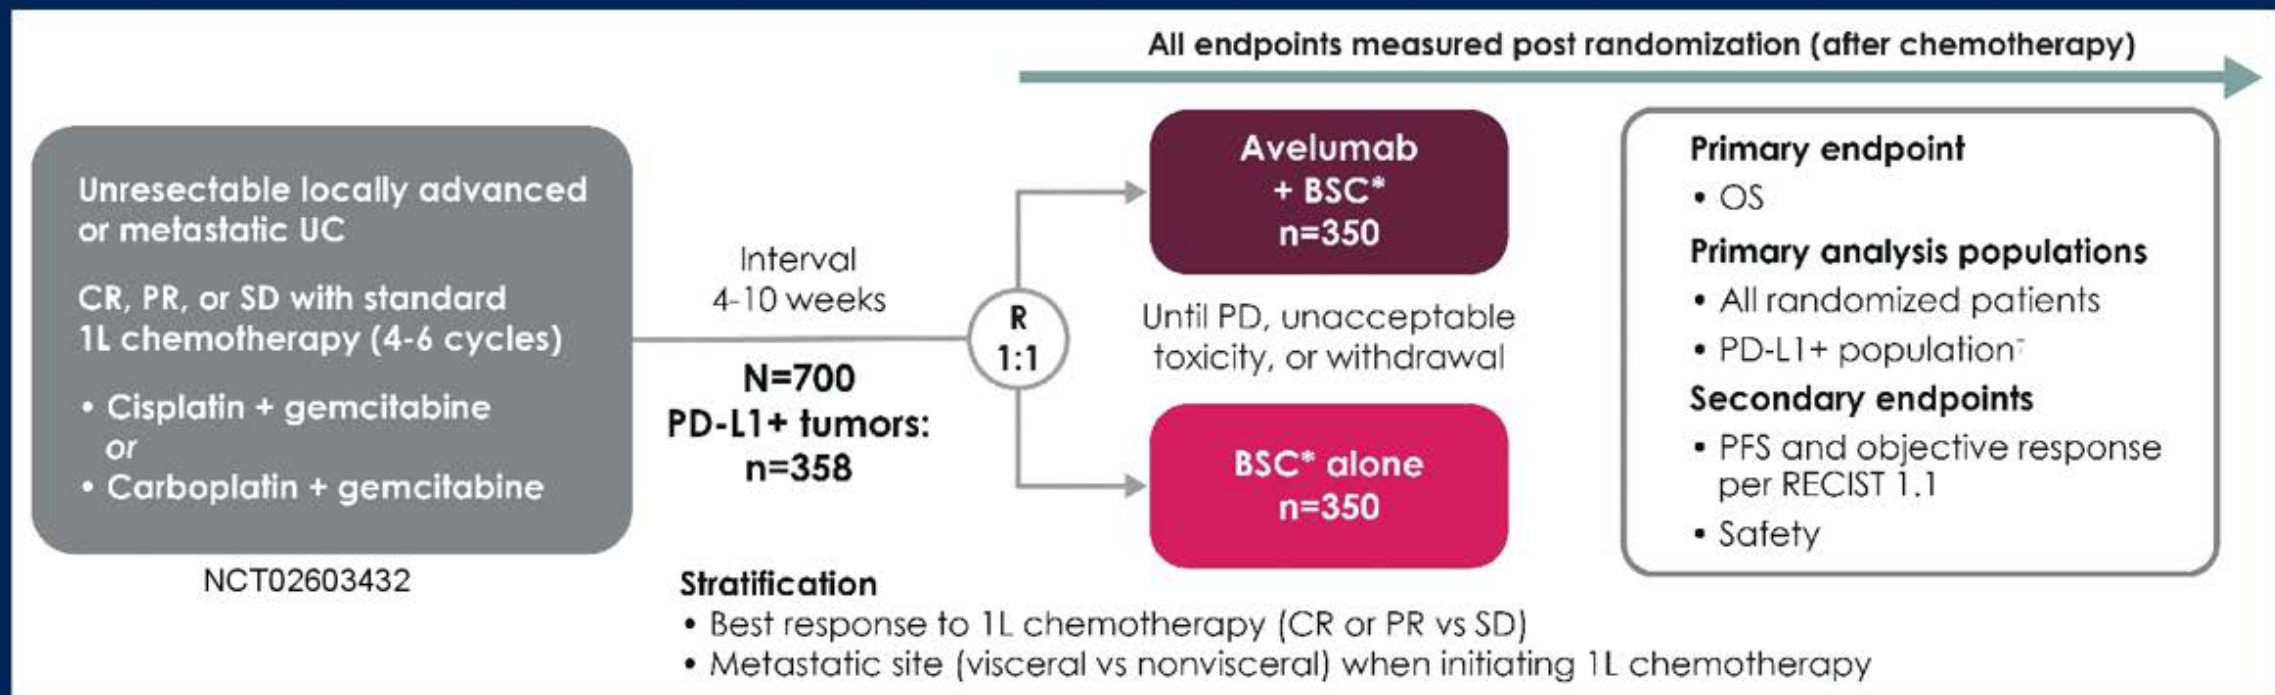 All endpoints measured post randomization (after chemotherapy)
Unresectable locally advanced
or metastatic UC
CR, PR, or SD with standard
1L chemotherapy (4-6 cycles)
• Cisplatin + gemcitabine
or
• Carboplatin + gemcitabine
NCT02603432
Interval
4-10 weeks
N=700
PD-L1+ tumors:
n=358
R
1:1
Avelumab
+ BSC*
n=350
Until PD, unacceptable
toxicity, or withdrawal
BSC* alone
n=350
Primary endpoint
• OS
Primary analysis populations
• All randomized patients
• PD-L1+ population
Secondary endpoints
• PFS and objective response
per RECIST 1.1
• Safety
Stratification
• Best response to 1L chemotherapy (CR or PR vs SD)
• Metastatic site (visceral vs nonvisceral) when initiating 1L chemotherapy